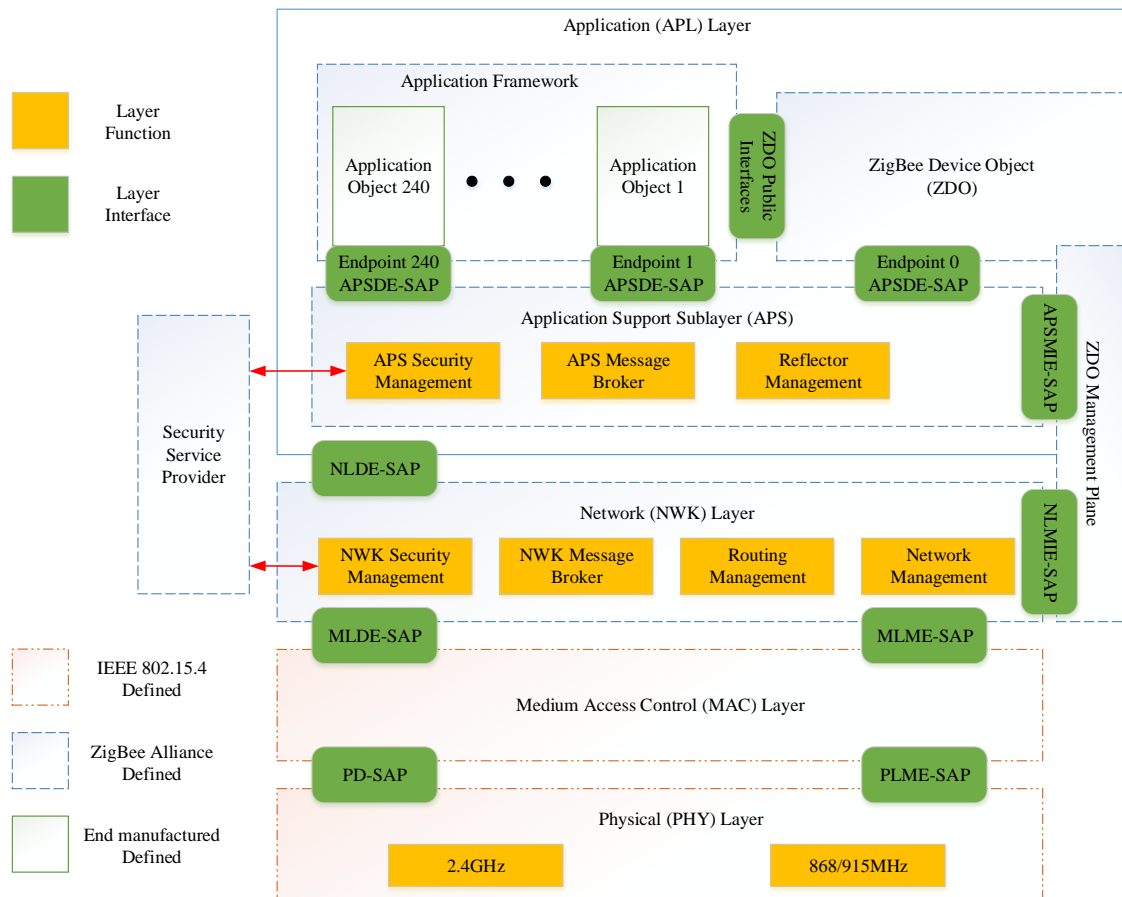 Application (APL) Layer
Layer
Function
Layer
Interface
Application Framework
Application
Object 240
Application
Object 1
ZDO Public
Interfaces
ZigBee Device Object
(ZDO)
Endpoint 240
APSDE-SAP
Endpoint 1
APSDE-SAP
Endpoint 0
APSDE-SAP
Application Support Sublayer (APS)
APS Security
Management
APS Message
Broker
Reflector
Management
APSMIE-SAP
ZDO Management Plane
Security
Service
Provider
NLDE-SAP
Network (NWK) Layer
NWK Security
Management
NWK Message
Broker
Routing
Management
Network
Management
NLMIE-SAP
MLDE-SAP
MLME-SAP
IEEE 802.15.4
Defined
Medium Access Control (MAC) Layer
ZigBee Alliance
Defined
PD-SAP
PLME-SAP
Physical (PHY) Layer
End manufactured
Defined
2.4GHz
868/915MHz